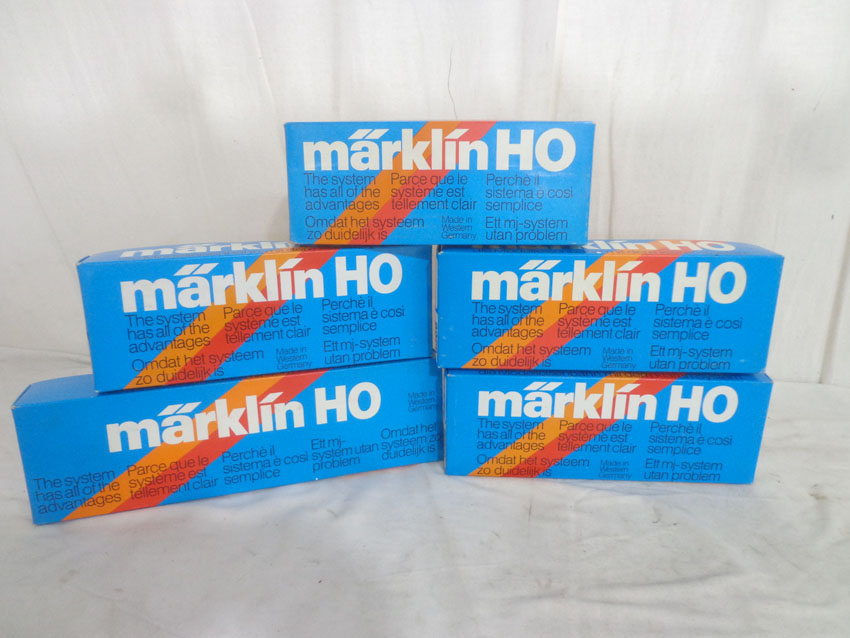 märklin HO
The system
has all of the
advantages
Parce que le
système est
tellement clair
Perché il
sistema è così
semplice
Omdat het systeem
zo duidelijk is
Made in
Western
Germany
Ett mj-system
utan problem
märklin HO
märklin HO
The system
has all of the
advantages
Parce que le
système est
tellement clair
Perché il
sistema è così
semplice
Omdat het systeem
zo duidelijk is
Made in
Western
Germany
Ett mj-system
utan problem
märklin HO
märklin HO
The system
has all of the
advantages
Parce que le
système est
tellement clair
Perché il
sistema è così
semplice
Omdat het systeem
zo duidelijk is
Made in
Western
Germany
Ett mj-system
utan problem
märklin HO
Made in
Western
Germany
The system
has all of the
advantages
Parce que le
système est
tellement clair
Perché il
sistema è così
semplice
Ett mj-
system utan
problem
Omdat het
systeem zo
duidelijk is
märklin HO
The system
has all of the
advantages
Parce que le
système est
tellement clair
Perché il
sistema è così
semplice
Omdat het systeem
zo duidelijk is
Made in
Western
Germany
Ett mj-system
utan problem